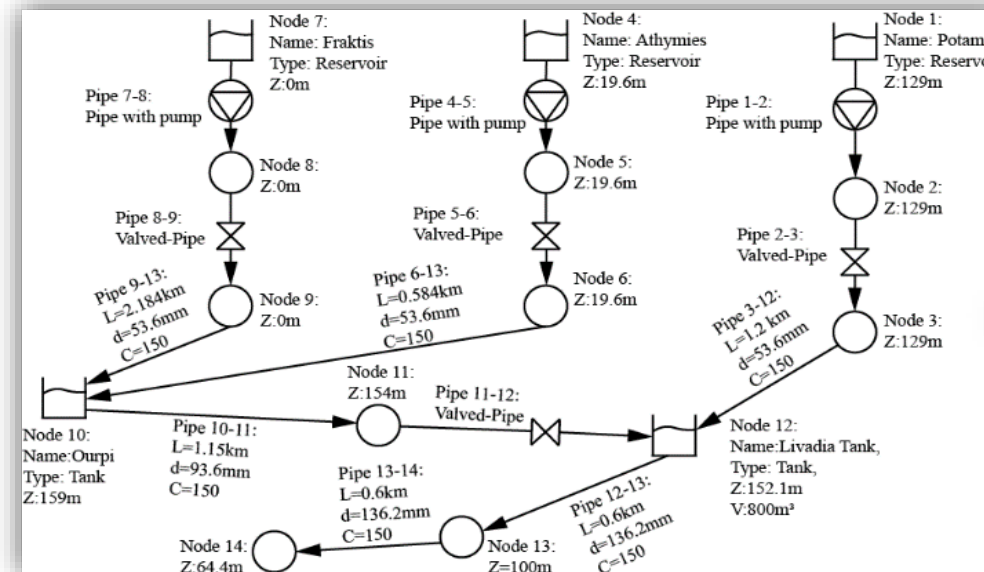 Node 7:
Name: Fraktis
Type: Reservoir
Z:0m
Node 4:
Name: Athymies
Type: Reservoir
Z:19.6m
Node 1:
Name: Potam
Type: Reservo
Z:129m
Pipe 7-8:
Pipe with pump
Pipe 4-5:
Pipe with pump
Pipe 1-2:
Pipe with pump
Node 8:
Z:0m
Node 5:
Z:19.6m
Node 2:
Z:129m
Pipe 8-9:
Valved-Pipe
Pipe 5-6:
Valved-Pipe
Pipe 2-3:
Valved-Pipe
Pipe 9-13:
L=2.184km
d=53.6mm
C=150
Node 9:
Z:0m
Pipe 6-13:
L=0.584km
d=53.6mm
C=150
Node 6:
Z:19.6m
Pipe 3-12:
L=1.2 km
d=53.6mm
C=150
Node 3:
Z:129m
Node 10:
Name:Ourpi
Type: Tank
Z:159m
Pipe 10-11:
L=1.15km
d=93.6mm
C=150
Node 11:
Z:154m
Pipe 11-12:
Valved-Pipe
Node 12:
Name:Livadia Tank,
Type: Tank,
Z:152.1m
V:800m³
Pipe 13-14:
L=0.6km
d=136.2mm
C=150
Pipe 12-13:
L=0.6km
d=136.2mm
C=150
Node 14:
Z:64.4m
Node 13:
Z=100m